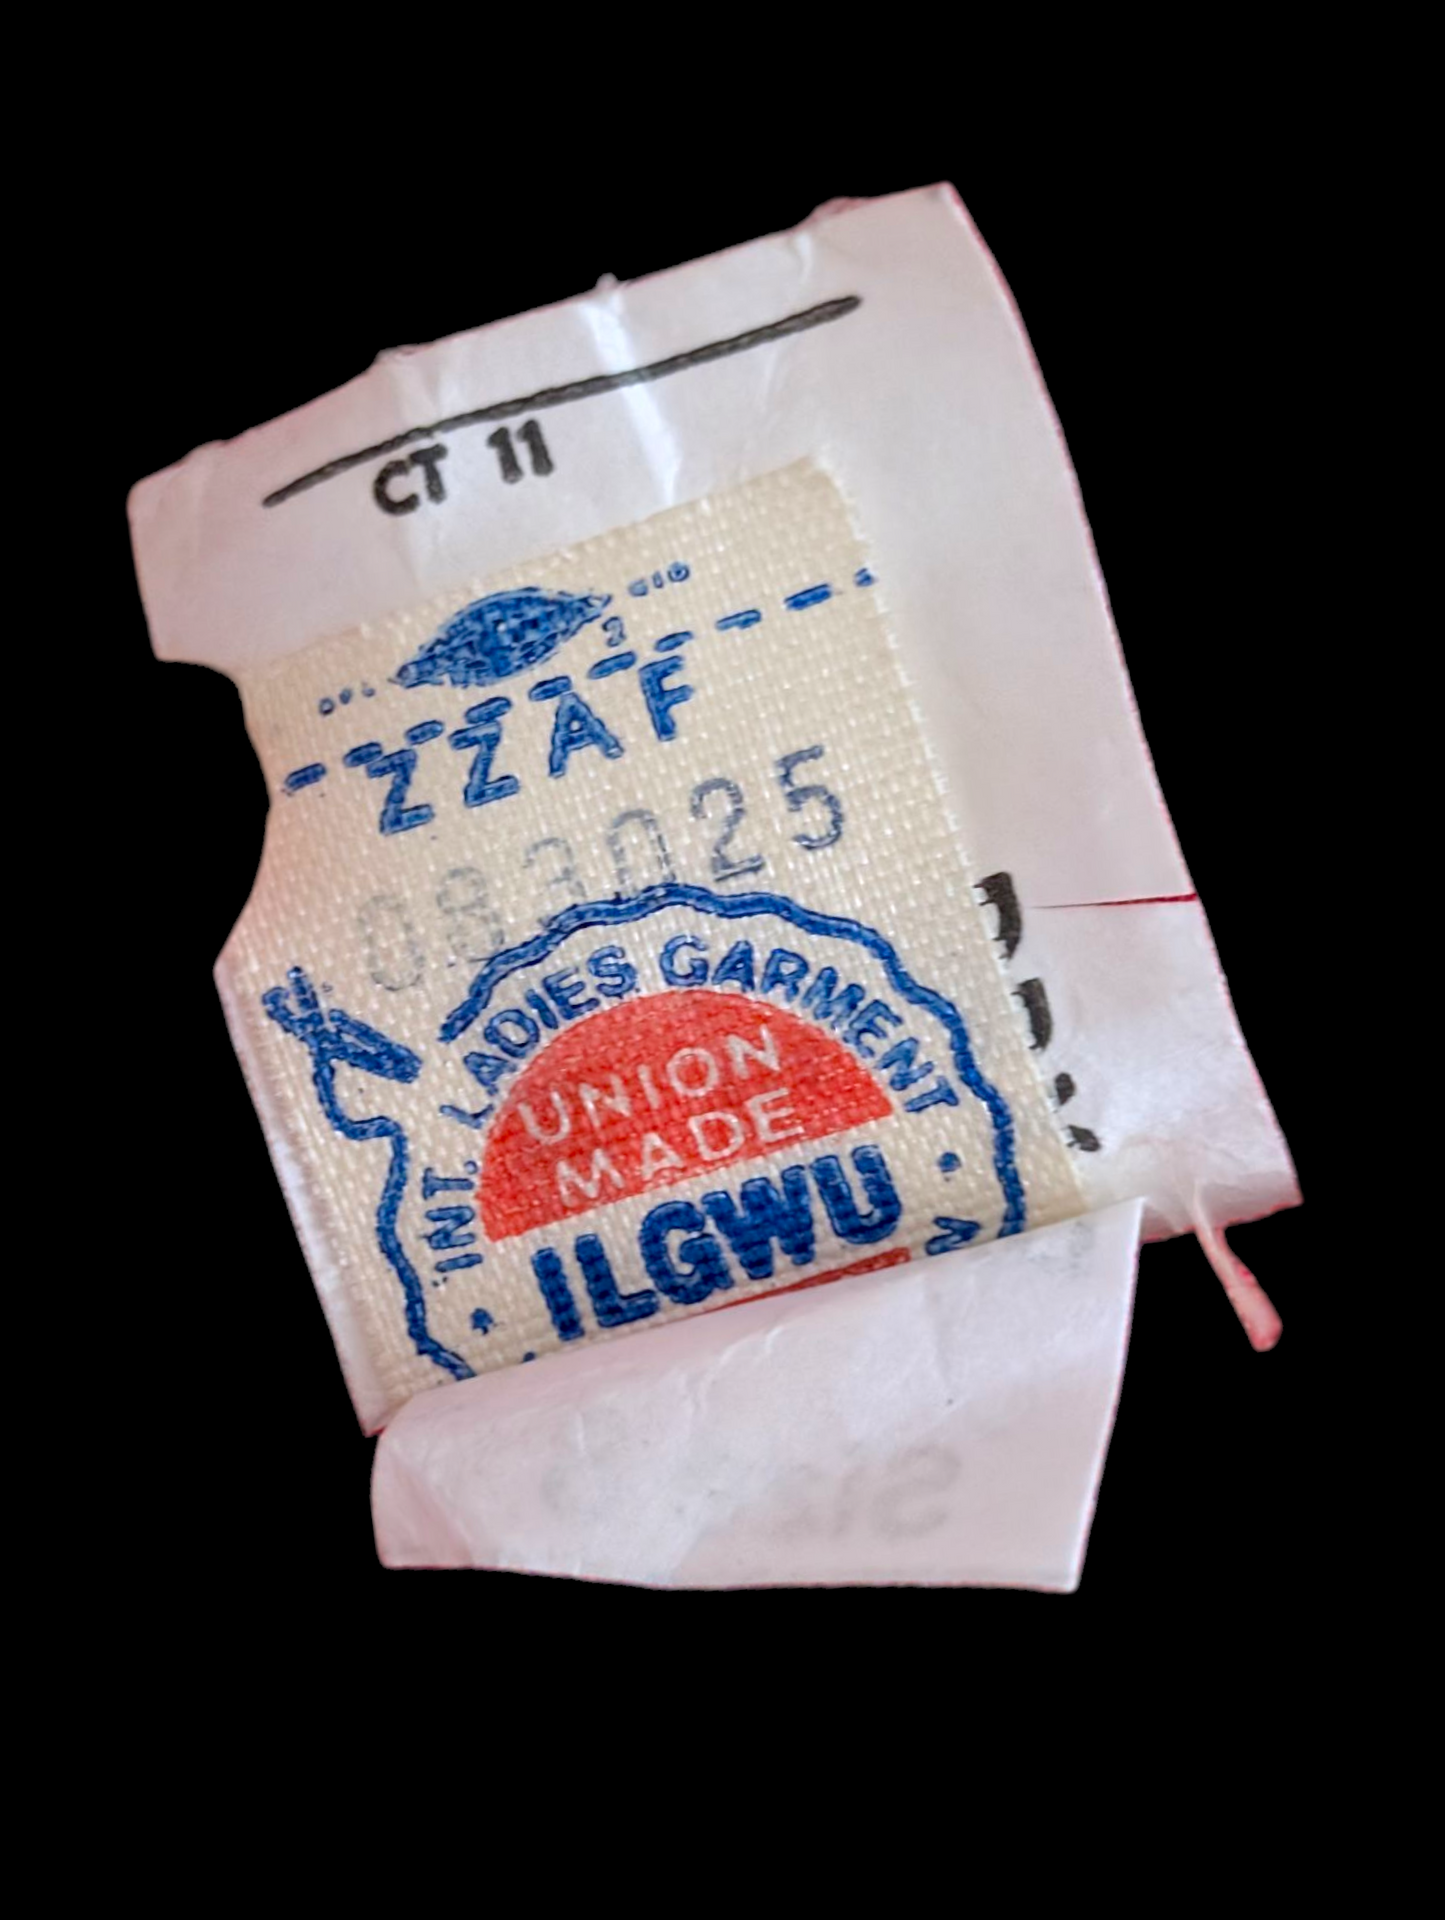 CT 11
ZZAF
083025
INT. LADIES GARMENT
UNION
MADE
ILGWU